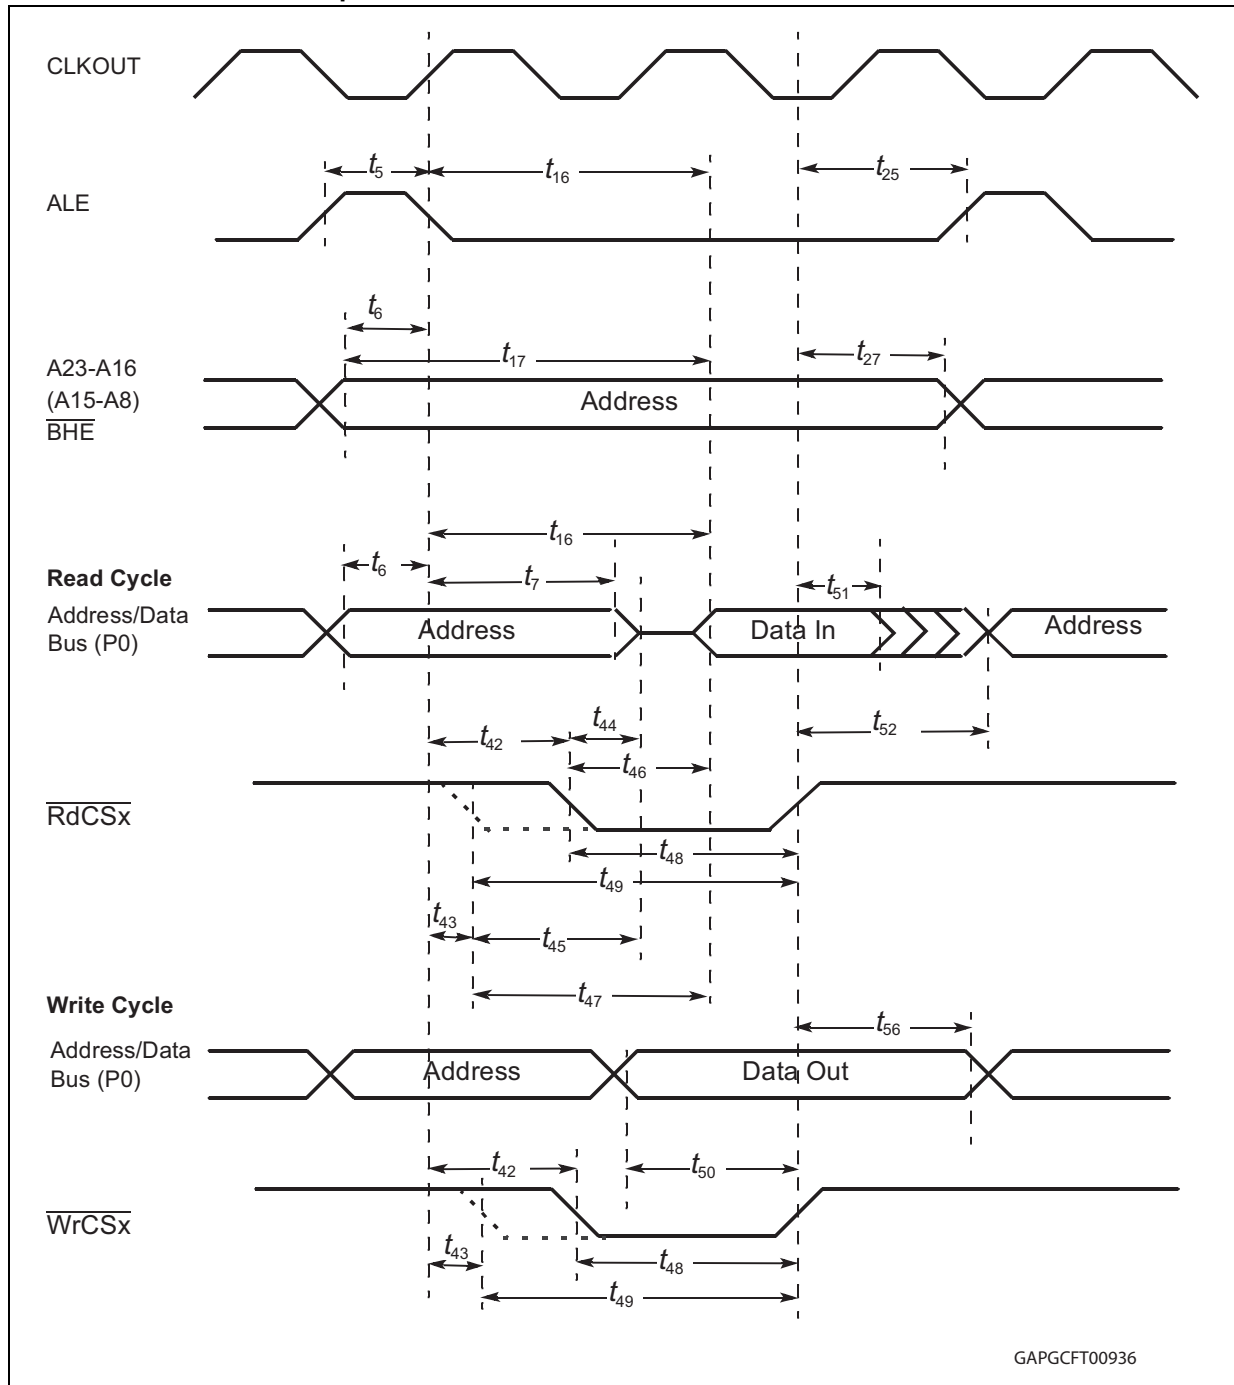 CLKOUT
t5
t16
t25
ALE
t6
t17
t27
A23-A16
(A15-A8)
BHE
Address
t16
t6
t7
t51
Read Cycle
Address/Data
Bus (P0)
Address
Data In
Address
t44
t42
t52
t46
RdCSx
t48
t49
t43
t45
t47
Write Cycle
t56
Address/Data
Bus (P0)
Address
Data Out
t42
t50
WrCSx
t43
t48
t49
GAPGCFT00936